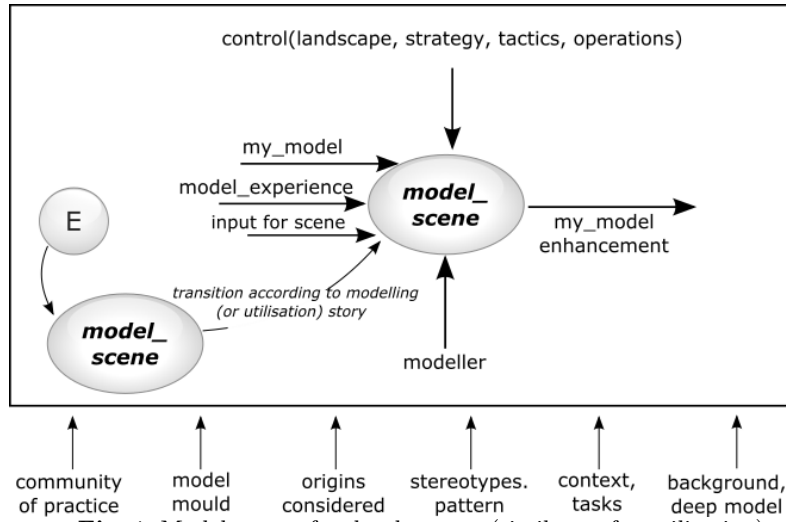 control(landscape, strategy, tactics, operations)
my_model
model_experience
input for scene
model_
scene
my_model
enhancement
E
transition according to modelling
(or utilisation) story
model_
scene
modeller
community
of practice
model
mould
origins
considered
stereotypes.
pattern
context,
tasks
background,
deep model